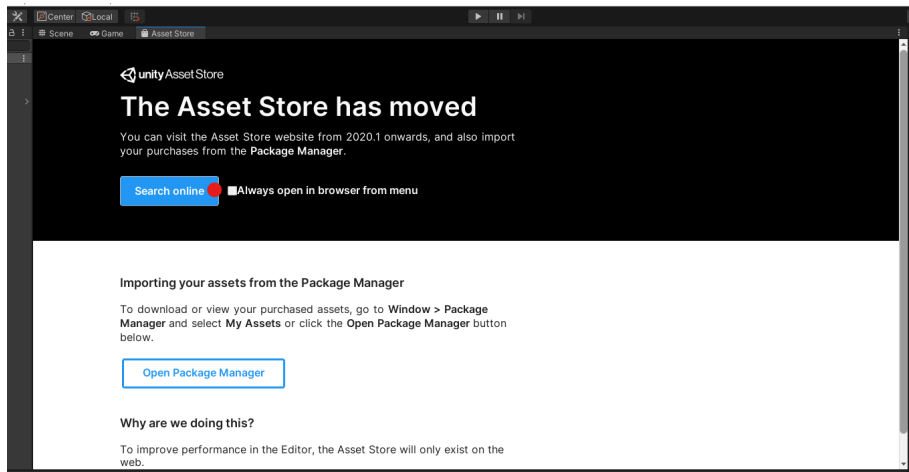 Center Local
Scene Game Asset Store
unity Asset Store
The Asset Store has moved
You can visit the Asset Store website from 2020.1 onwards, and also import
your purchases from the Package Manager.
Search online Always open in browser from menu
Importing your assets from the Package Manager
To download or view your purchased assets, go to Window > Package
Manager and select My Assets or click the Open Package Manager button
below.
Open Package Manager
Why are we doing this?
To improve performance in the Editor, the Asset Store will only exist on the
web.